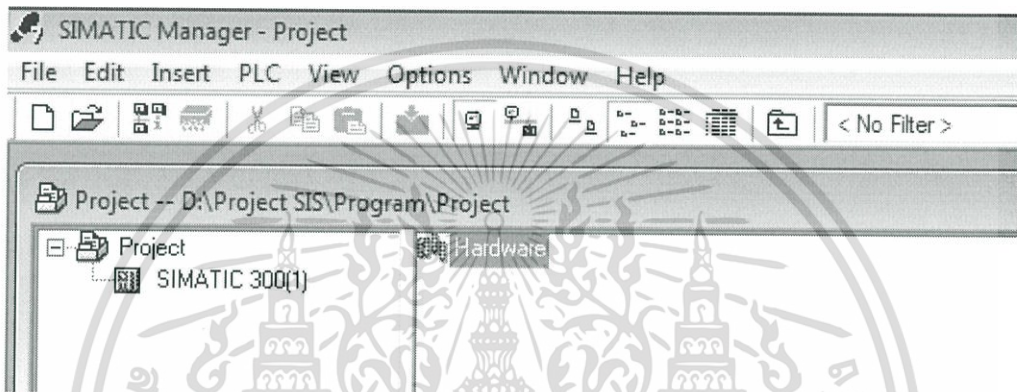 SIMATIC Manager - Project
File Edit Insert PLC View Options Window Help
< No Filter >
Project -- D:\Project SIS\Program\Project
Project
Hardware
SIMATIC 300(1)